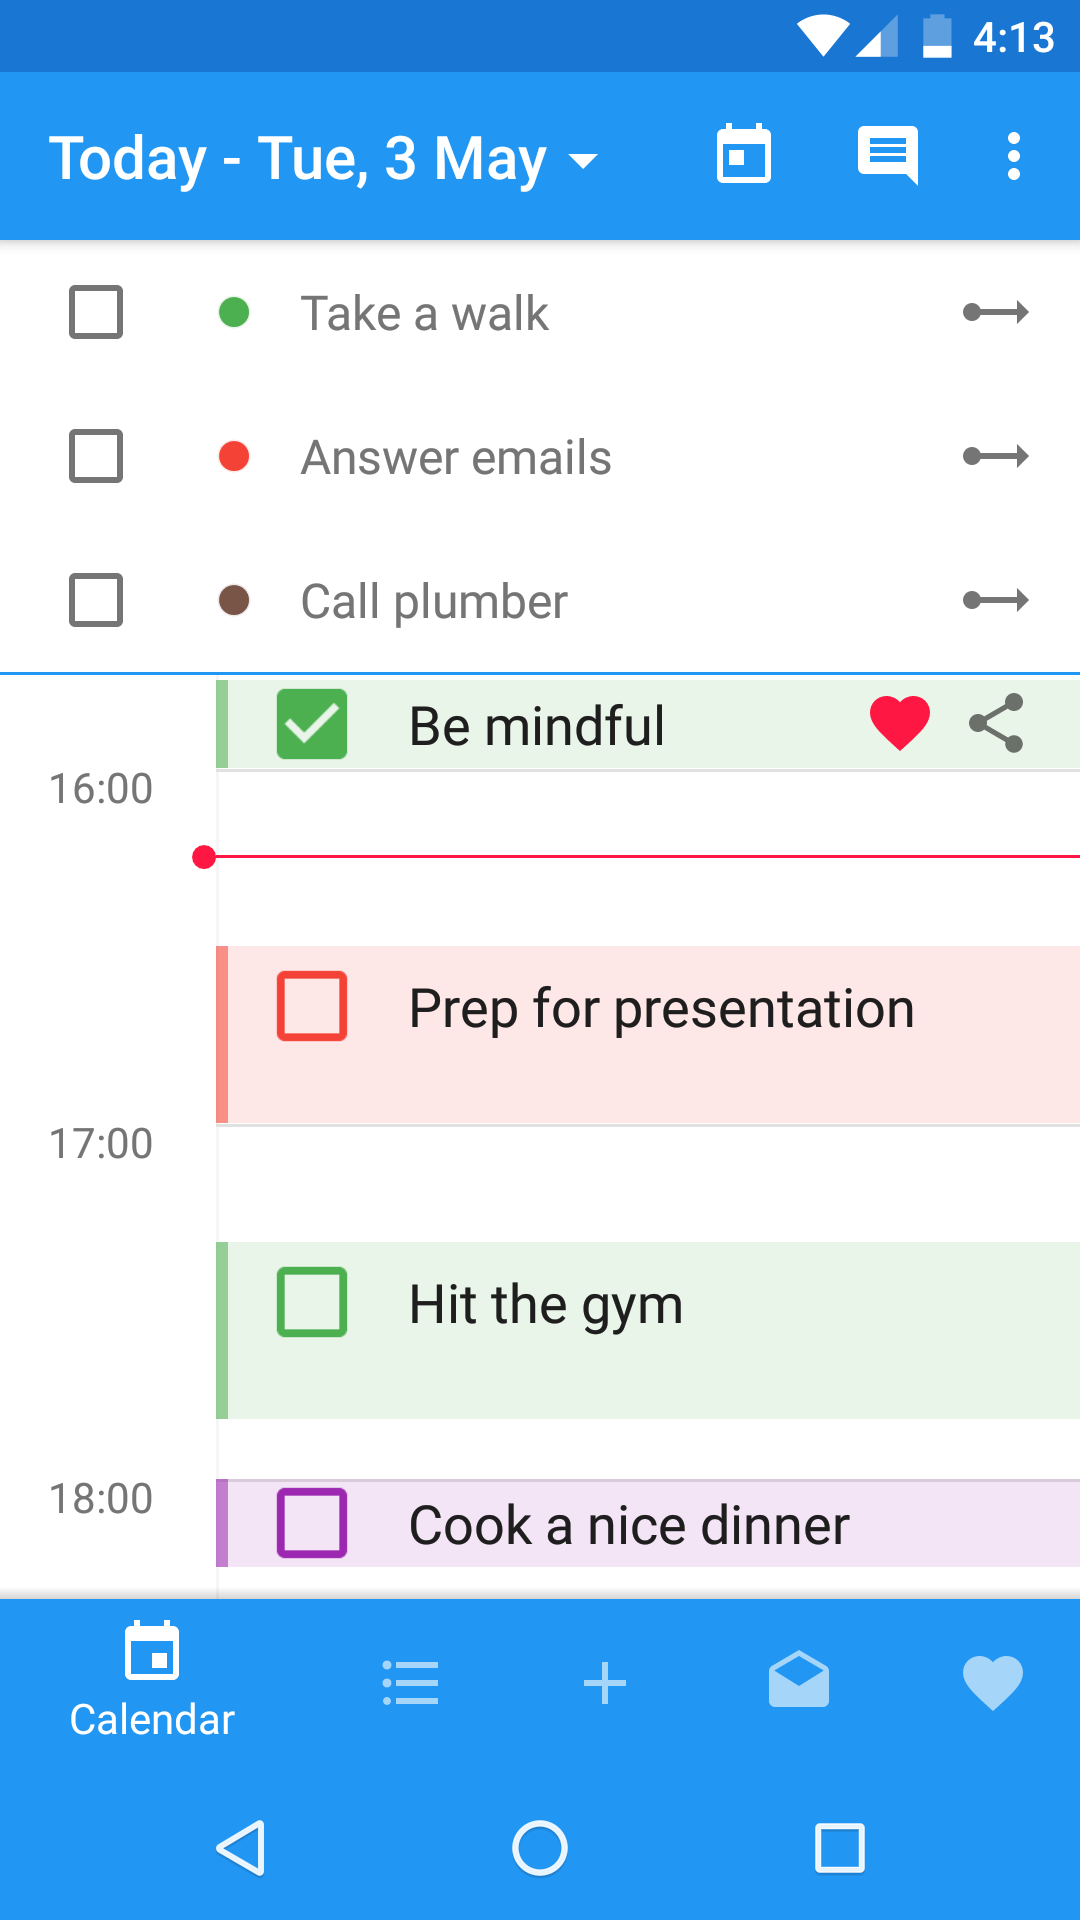 4:13
Today - Tue, 3 May
Take a walk
Answer emails
Call plumber
Be mindful
16:00
Prep for presentation
17:00
Hit the gym
18:00
Cook a nice dinner
Calendar